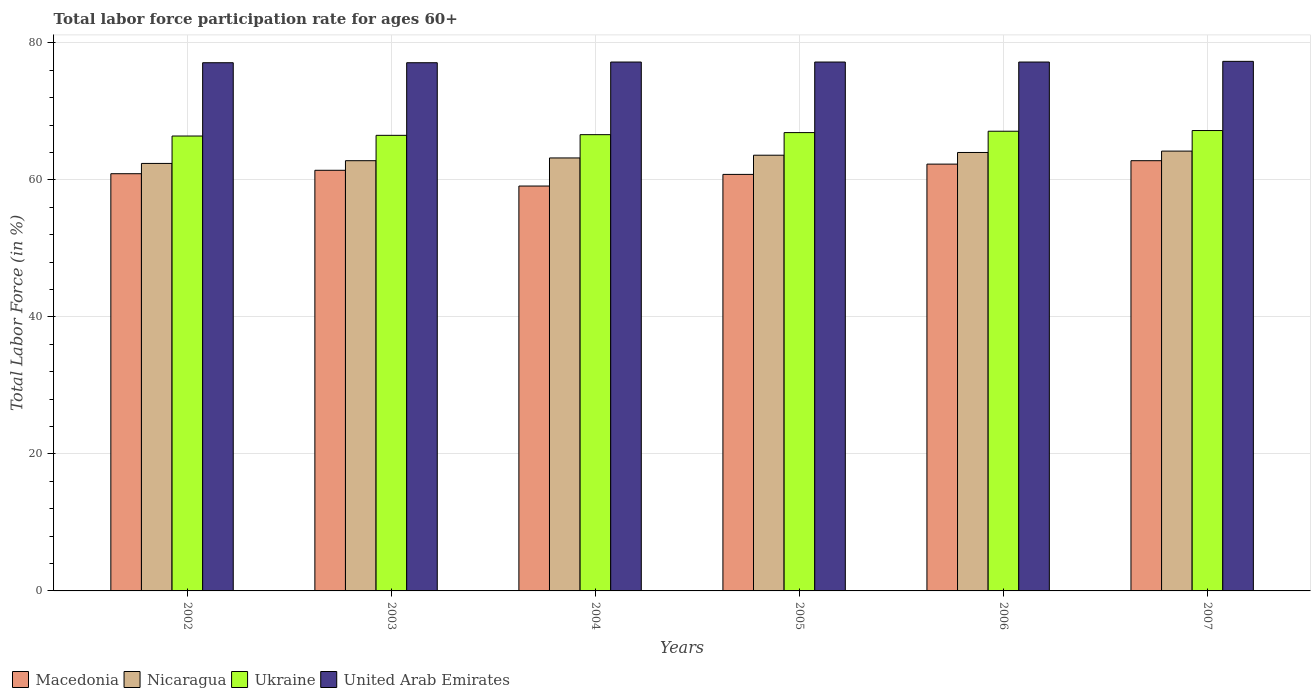 Total labor force participation rate for ages 60+
Total Labor Force (in %)
80
60
40
20
0
2002
2003
2004
2005
2006
2007
Years
Macedonia
Nicaragua
Ukraine
United Arab Emirates